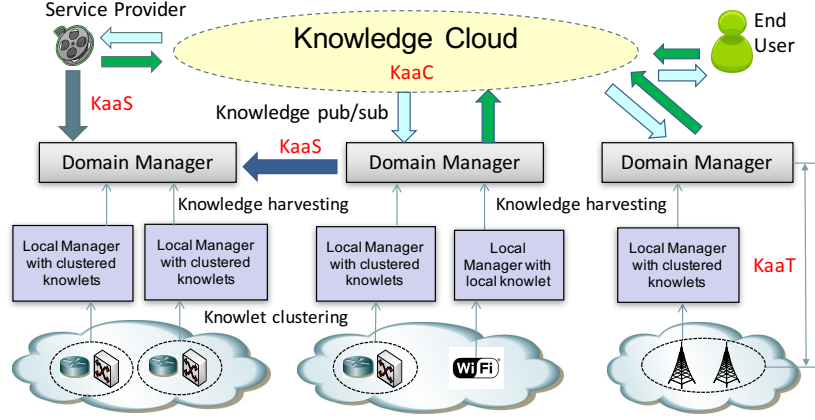 Service Provider
Knowledge Cloud
KaaC
End
User
KaaS
Knowledge pub/sub
KaaS
Domain Manager
Domain Manager
Domain Manager
Knowledge harvesting
Knowledge harvesting
Local Manager
with clustered
knowlets
Local Manager
with clustered
knowlets
Local Manager
with clustered
knowlets
Local
Manager with
local knowlet
Local Manager
with clustered
knowlets
KaaT
Knowlet clustering
WiFi